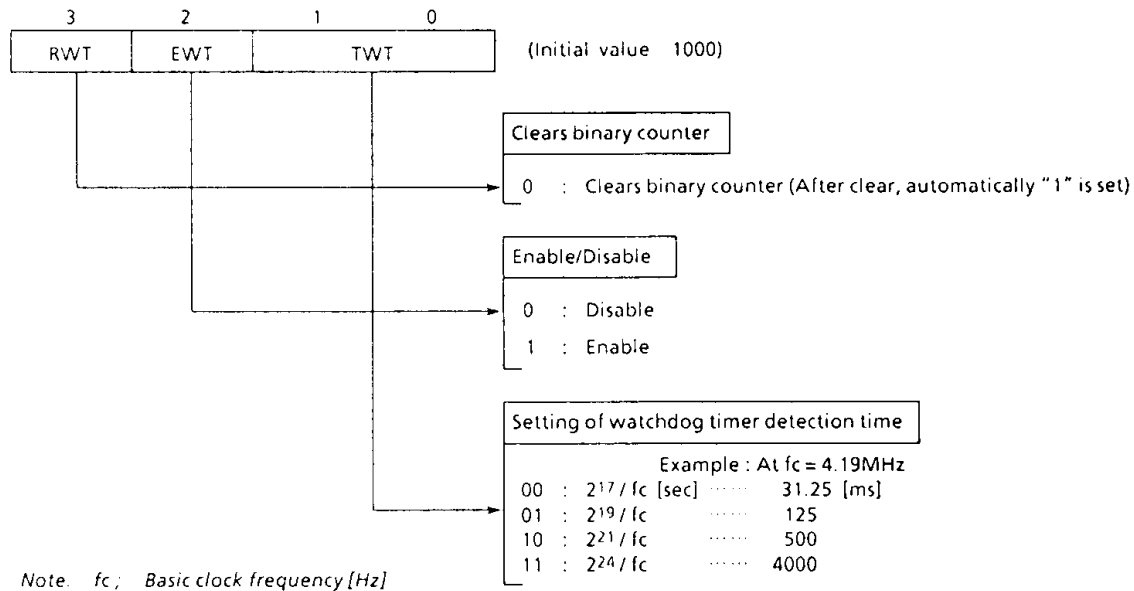 3 2 1 0
RWT EWT TWT (Initial value 1000)
Clears binary counter
0 : Clears binary counter (After clear, automatically "1" is set)
Enable/Disable
0 : Disable
1 : Enable
Setting of watchdog timer detection time
Example : At fc = 4.19MHz
00 : 2¹⁷/ fc [sec] ······ 31.25 [ms]
01 : 2¹⁹/ fc ······ 125
10 : 2²¹/ fc ······ 500
11 : 2²⁴/ fc ······ 4000
Note. fc ; Basic clock frequency [Hz]